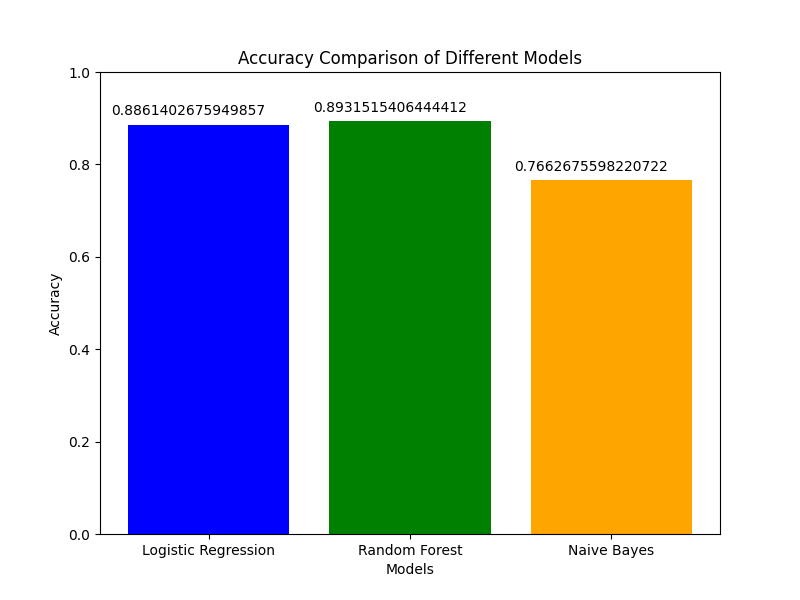 Accuracy Comparison of Different Models
1.0
0.8
0.6
0.4
0.2
0.0
Accuracy
0.8861402675949857
0.8931515406444412
0.7662675598220722
Logistic Regression
Random Forest
Naive Bayes
Models